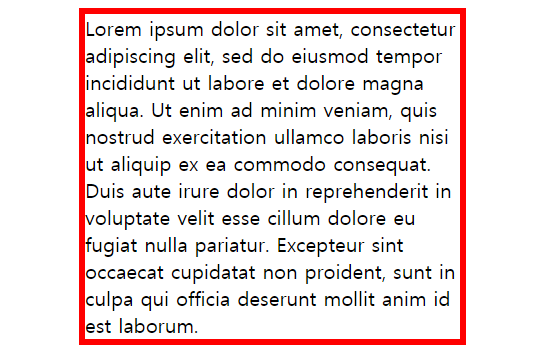 Lorem ipsum dolor sit amet, consectetur
adipiscing elit, sed do eiusmod tempor
incididunt ut labore et dolore magna
aliqua. Ut enim ad minim veniam, quis
nostrud exercitation ullamco laboris nisi
ut aliquip ex ea commodo consequat.
Duis aute irure dolor in reprehenderit in
voluptate velit esse cillum dolore eu
fugiat nulla pariatur. Excepteur sint
occaecat cupidatat non proident, sunt in
culpa qui officia deserunt mollit anim id
est laborum.